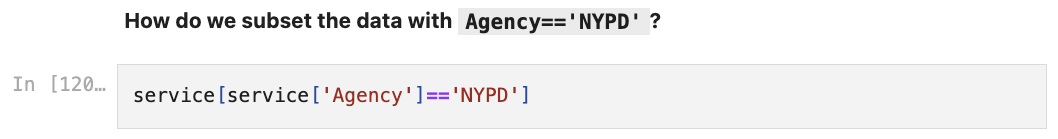 How do we subset the data with Agency=='NYPD' ?
In [120…
service[service['Agency']=='NYPD']